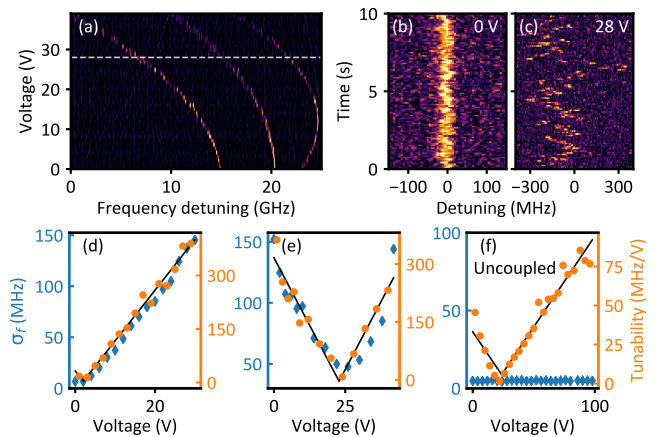 (a)
(b)
0 V
(c)
28 V
Voltage (V)
30
20
10
0
0
10
20
Frequency detuning (GHz)
Time (s)
10
5
0
−100
0
100
Detuning (MHz)
−300
0
300
(d)
σf (MHz)
150
100
50
0
300
150
0
0
20
Voltage (V)
(e)
150
100
50
300
200
100
0
0
25
Voltage (V)
(f)
Uncoupled
100
50
0
75
50
25
0
Tunability (MHz/V)
0
50
100
Voltage (V)